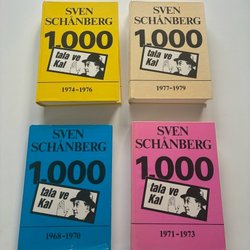 SVEN
SCHÅNBERG
1.000
tala ve
Kal
1974-1976
SVEN
SCHÅNBERG
1.000
tala ve
Kal
1977-1979
SVEN
SCHÅNBERG
1.000
tala ve
Kal
1968-1970
SVEN
SCHÅNBERG
1.000
tala ve
Kal
1971-1973